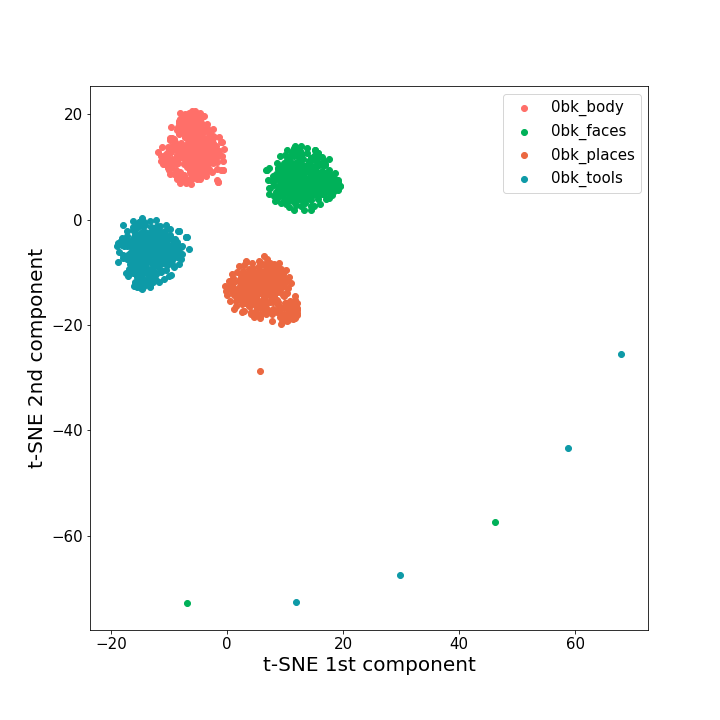 0bk_body
0bk_faces
0bk_places
0bk_tools
20
0
−20
−40
−60
t-SNE 2nd component
−20
0
20
40
60
t-SNE 1st component